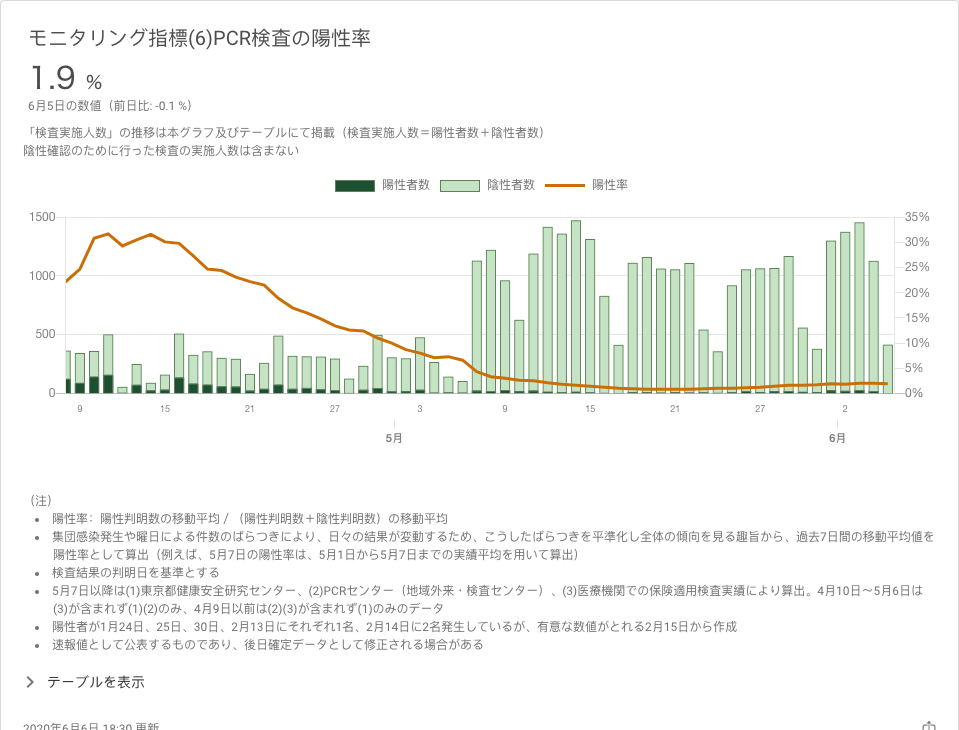 モニタリング指標(6)PCR検査の陽性率
1.9 %
6月5日の数値（前日比: -0.1 %）
「検査実施人数」の推移は本グラフ及びテーブルにて掲載（検査実施人数＝陽性者数＋陰性者数）
陰性確認のために行った検査の実施人数は含まない
陽性者数 陰性者数 陽性率
1500 35%
30%
1000 25%
20%
500 15%
10%
5%
0 0%
9 15 21 27 3 9 15 21 27 2
5月 6月
（注）
• 陽性率：陽性判明数の移動平均 / （陽性判明数＋陰性判明数）の移動平均
• 集団感染発生や曜日による件数のばらつきにより、日々の結果が変動するため、こうしたばらつきを平準化し全体の傾向を見る趣旨から、過去7日間の移動平均値を
陽性率として算出（例えば、5月7日の陽性率は、5月1日から5月7日までの実績平均を用いて算出）
• 検査結果の判明日を基準とする
• 5月7日以降は(1)東京都健康安全研究センター、(2)PCRセンター（地域外来・検査センター）、(3)医療機関での保険適用検査実績により算出。4月10日～5月6日は
(3)が含まれず(1)(2)のみ、4月9日以前は(2)(3)が含まれず(1)のみのデータ
• 陽性者が1月24日、25日、30日、2月13日にそれぞれ1名、2月14日に2名発生しているが、有意な数値がとれる2月15日から作成
• 速報値として公表するものであり、後日確定データとして修正される場合がある
テーブルを表示
2020年6月6日 18:30 更新